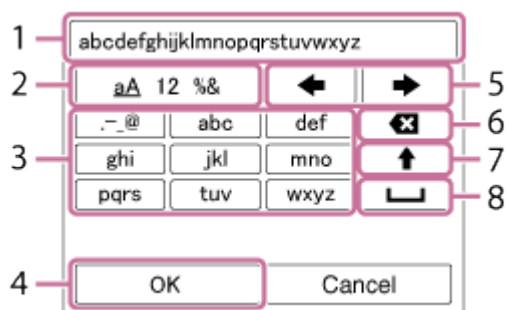 1 abcdefghijklmnopqrstuvwxyz
2 aA 12 %& 5
.-_@ abc def 6
3 ghi jkl mno 7
pqrs tuv wxyz 8
4 OK Cancel